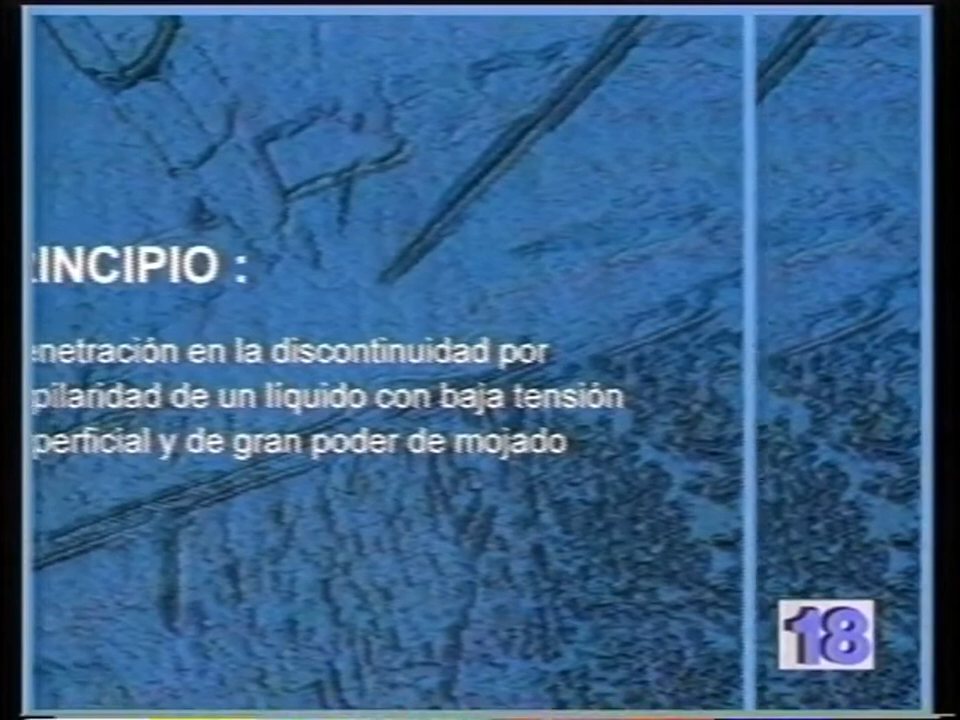 RINCIPIO :
enetración en la discontinuidad por
pilaridad de un líquido con baja tensión
perficial y de gran poder de mojado
18